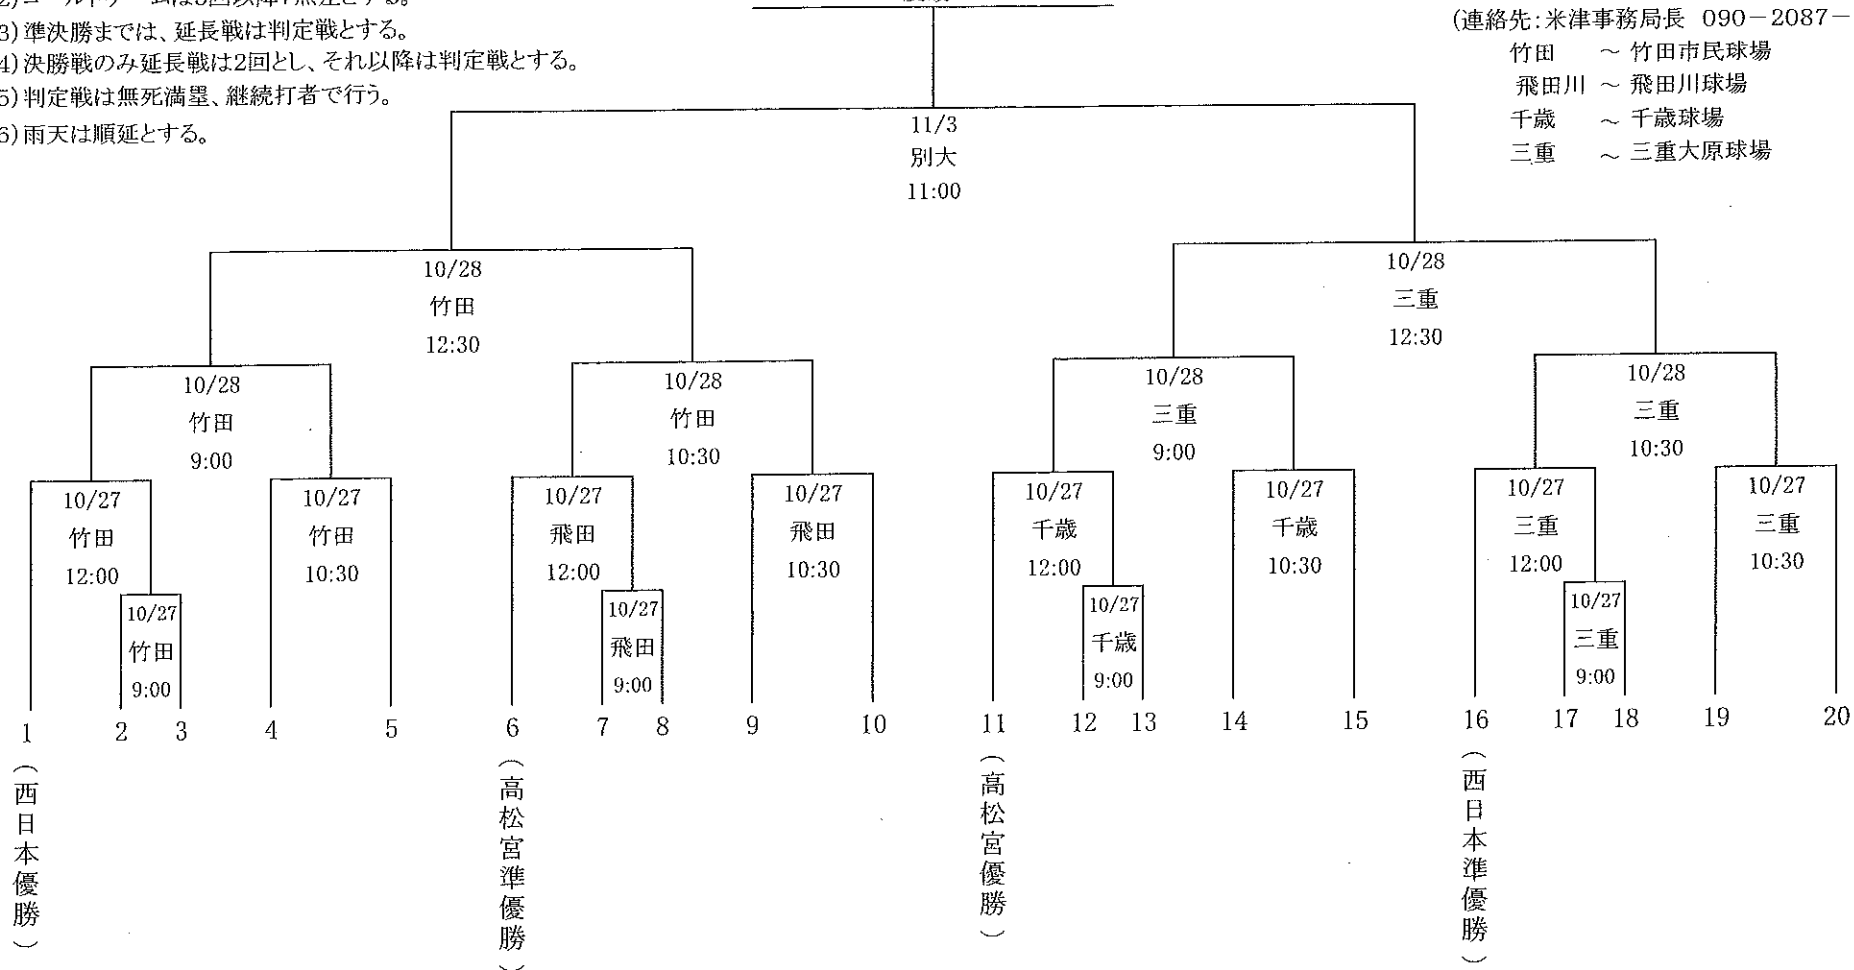 3)準決勝までは、延長戦は判定戦とする。
4)決勝戦のみ延長戦は2回とし、それ以降は判定戦とする。
5)判定戦は無死満塁、継続打者で行う。
6)雨天は順延とする。
(連絡先:米津事務局長 090-2087-
竹田 ~ 竹田市民球場
飛田川 ~ 飛田川球場
千歳 ~ 千歳球場
三重 ~ 三重大原球場
11/3
別大
11:00
10/28
竹田
12:30
10/28
三重
12:30
10/28
竹田
9:00
10/28
竹田
10:30
10/28
三重
9:00
10/28
三重
10:30
10/27
竹田
12:00
10/27
竹田
10:30
10/27
飛田
12:00
10/27
飛田
10:30
10/27
千歳
12:00
10/27
千歳
10:30
10/27
三重
12:00
10/27
三重
10:30
10/27
竹田
9:00
10/27
飛田
9:00
10/27
千歳
9:00
10/27
三重
9:00
1 2 3 4 5 6 7 8 9 10 11 12 13 14 15 16 17 18 19 20
(西日本優勝)
(高松宮準優勝)
(高松宮優勝)
(西日本準優勝)